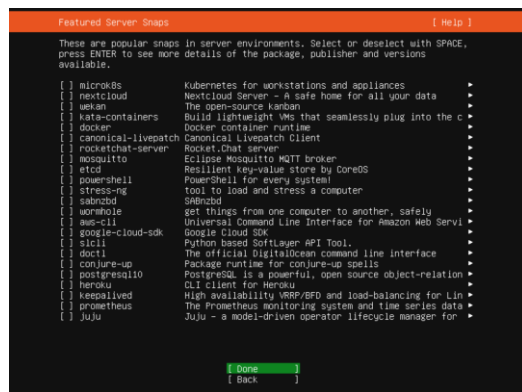 Featured Server Snaps [ Help ]
These are popular snaps in server environments. Select or deselect with SPACE,
press ENTER to see more details of the package, publisher and versions
available.
[ ] microk8s Kubernetes for workstations and appliances ▸
[ ] nextcloud Nextcloud Server - A safe home for all your data ▸
[ ] wekan The open-source kanban ▸
[ ] kata-containers Build lightweight VMs that seamlessly plug into the c ▸
[ ] docker Docker container runtime ▸
[ ] canonical-livepatch Canonical Livepatch Client ▸
[ ] rocketchat-server Rocket.Chat server ▸
[ ] mosquitto Eclipse Mosquitto MQTT broker ▸
[ ] etcd Resilient key-value store by CoreOS ▸
[ ] powershell PowerShell for every system! ▸
[ ] stress-ng tool to load and stress a computer ▸
[ ] sabnzbd SABnzbd ▸
[ ] wormhole get things from one computer to another, safely ▸
[ ] aws-cli Universal Command Line Interface for Amazon Web Servi ▸
[ ] google-cloud-sdk Google Cloud SDK ▸
[ ] slcli Python based SoftLayer API Tool. ▸
[ ] doctl The official DigitalOcean command line interface ▸
[ ] conjure-up Package runtime for conjure-up spells ▸
[ ] postgresql10 PostgreSQL is a powerful, open source object-relation ▸
[ ] heroku CLI client for Heroku ▸
[ ] keepalived High availability VRRP/BFD and load-balancing for Lin ▸
[ ] prometheus The Prometheus monitoring system and time series data ▸
[ ] juju Juju - a model-driven operator lifecycle manager for ▸
[ Done ]
[ Back ]